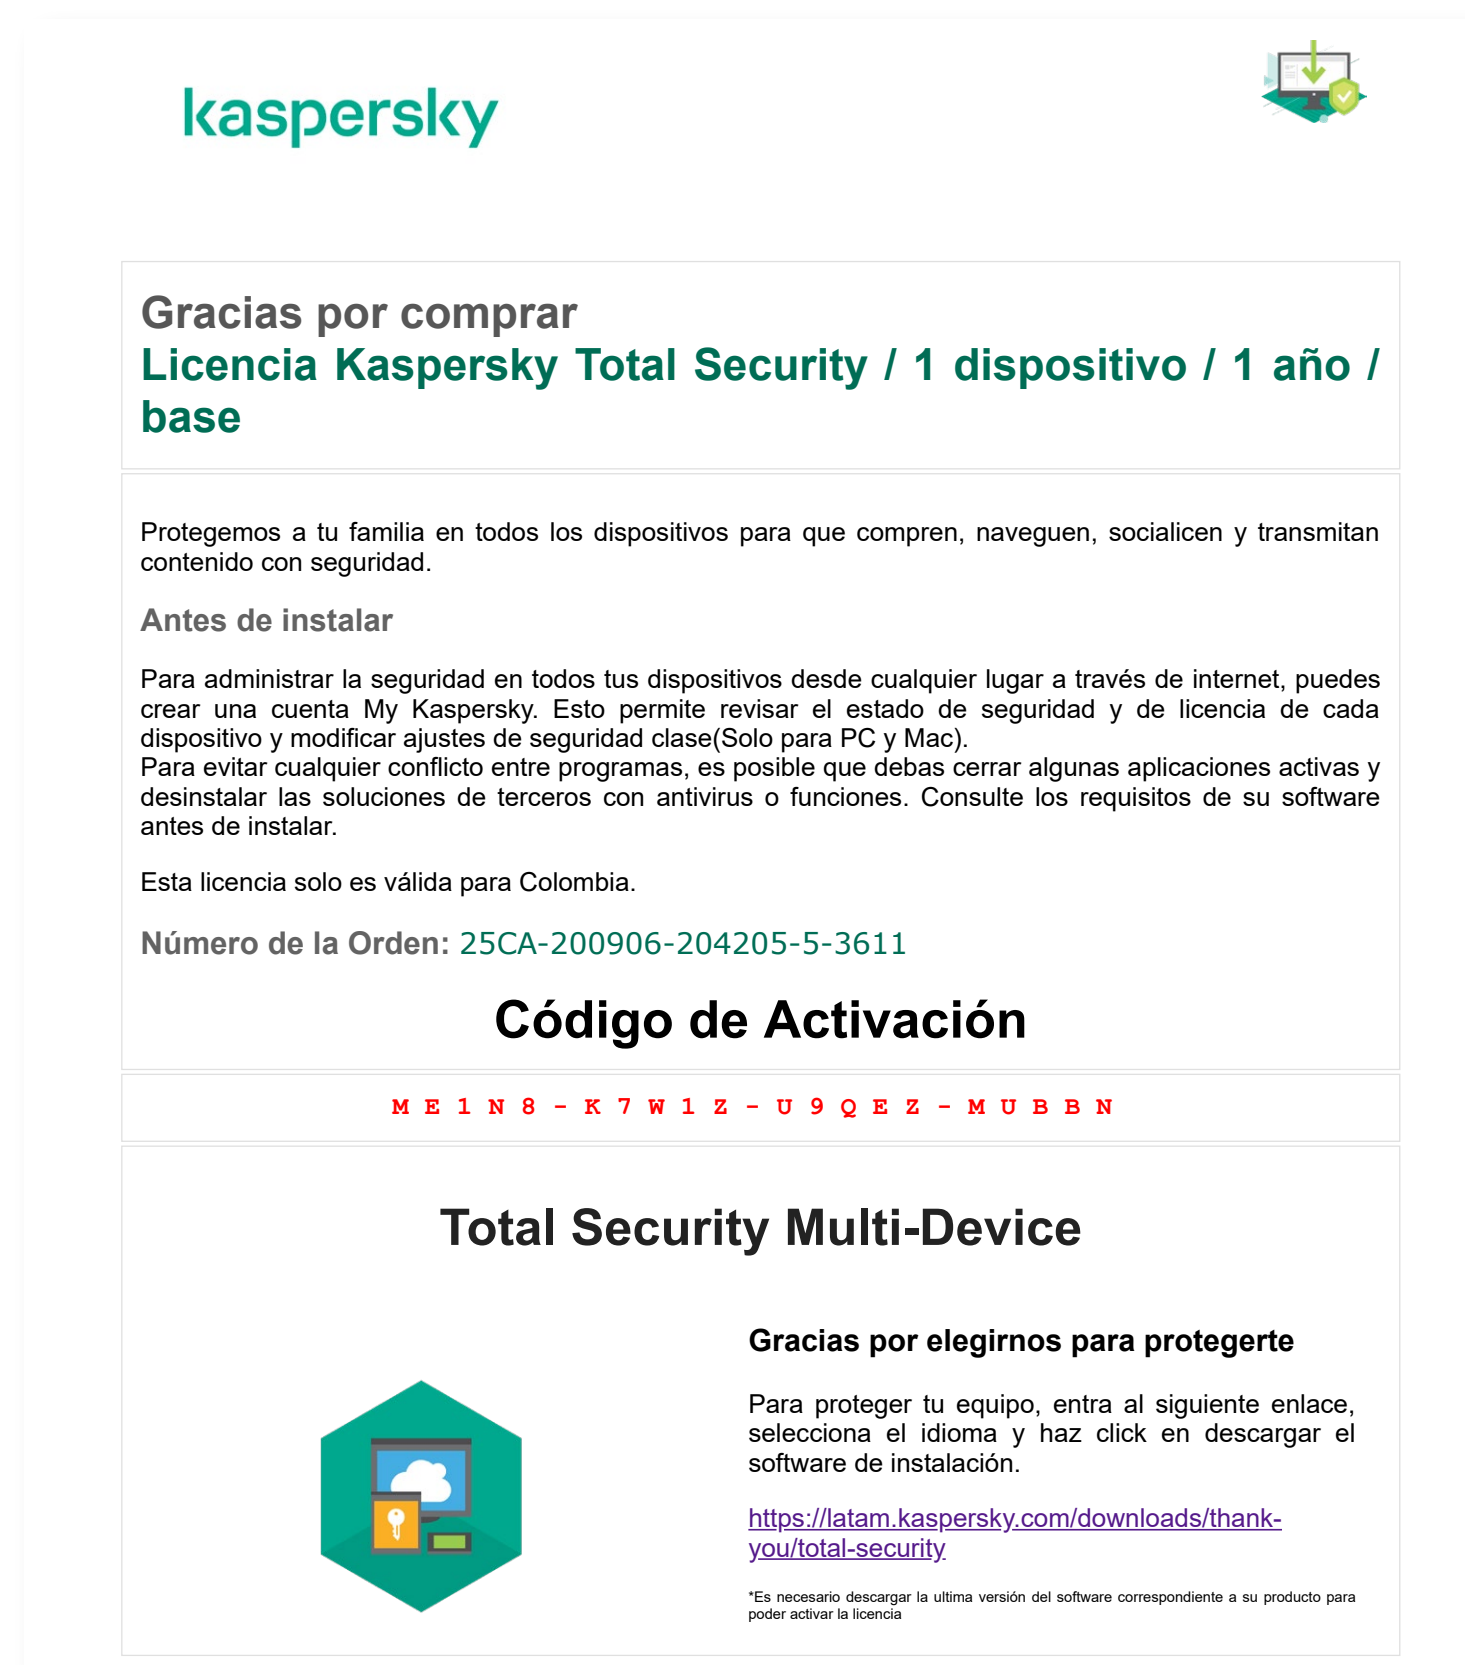 kaspersky
Gracias por comprar
Licencia Kaspersky Total Security / 1 dispositivo / 1 año /
base
Protegemos a tu familia en todos los dispositivos para que compren, naveguen, socialicen y transmitan
contenido con seguridad.
Antes de instalar
Para administrar la seguridad en todos tus dispositivos desde cualquier lugar a través de internet, puedes
crear una cuenta My Kaspersky. Esto permite revisar el estado de seguridad y de licencia de cada
dispositivo y modificar ajustes de seguridad clase(Solo para PC y Mac).
Para evitar cualquier conflicto entre programas, es posible que debas cerrar algunas aplicaciones activas y
desinstalar las soluciones de terceros con antivirus o funciones. Consulte los requisitos de su software
antes de instalar.
Esta licencia solo es válida para Colombia.
Número de la Orden: 25CA-200906-204205-5-3611
Código de Activación
M E 1 N 8 - K 7 W 1 Z - U 9 Q E Z - M U B B N
Total Security Multi-Device
Gracias por elegirnos para protegerte
Para proteger tu equipo, entra al siguiente enlace,
selecciona el idioma y haz click en descargar el
software de instalación.
https://latam.kaspersky.com/downloads/thank-
you/total-security
*Es necesario descargar la ultima versión del software correspondiente a su producto para
poder activar la licencia